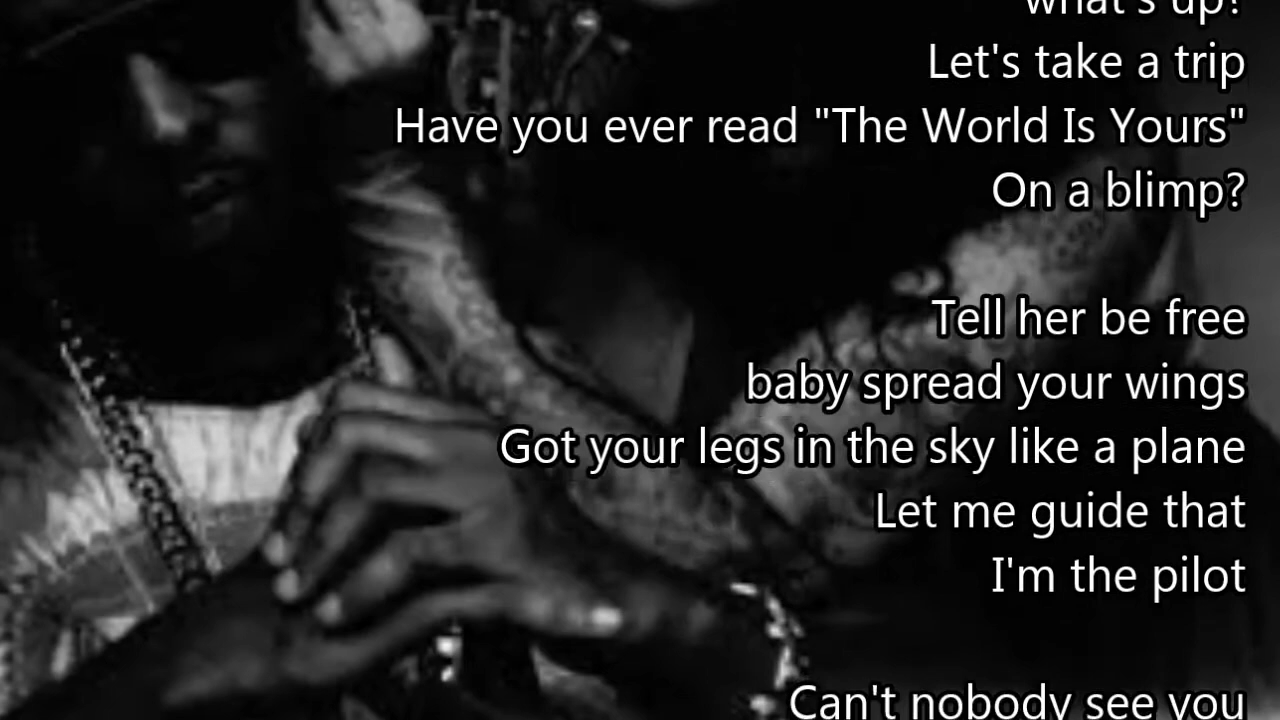 what's up?
Let's take a trip
Have you ever read "The World Is Yours"
On a blimp?
Tell her be free
baby spread your wings
Got your legs in the sky like a plane
Let me guide that
I'm the pilot
Can't nobody see you